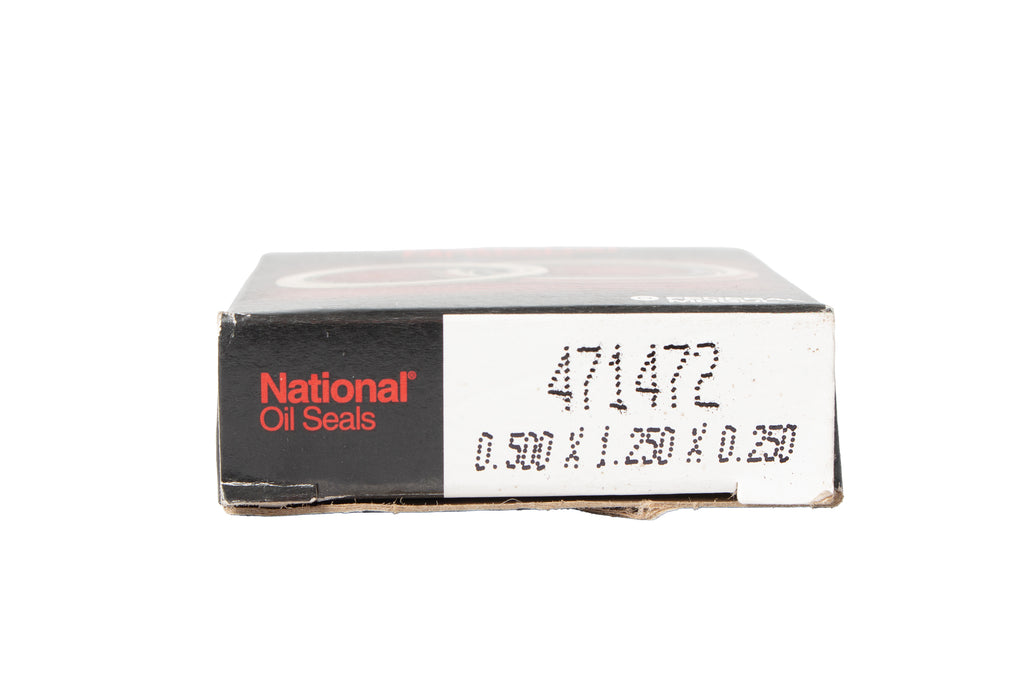 National®
Oil Seals
471472
0.500 X 1.250 X 0.250